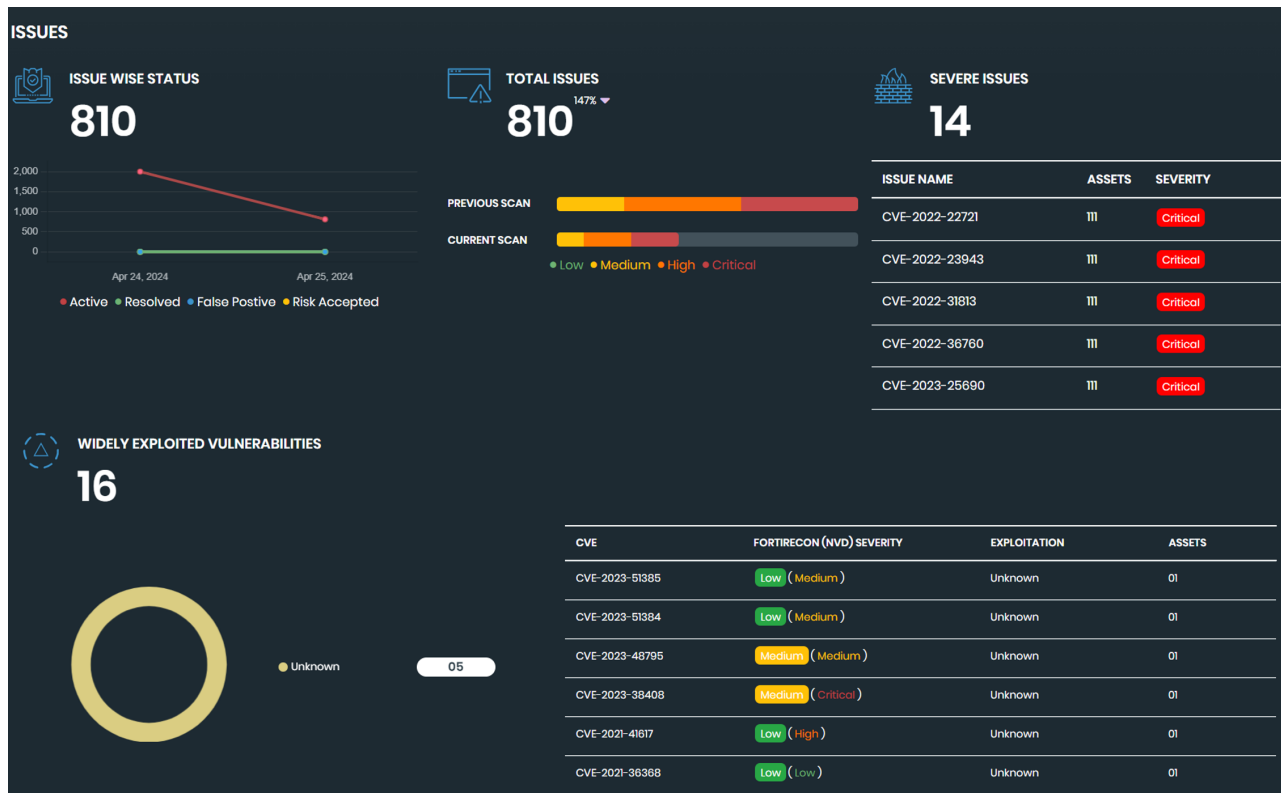 ISSUES
ISSUE WISE STATUS
810
2,000
1,500
1,000
500
0
Apr 24, 2024 Apr 25, 2024
Active Resolved False Postive Risk Accepted
TOTAL ISSUES
810 147%
PREVIOUS SCAN
CURRENT SCAN
Low Medium High Critical
SEVERE ISSUES
14
ISSUE NAME ASSETS SEVERITY
CVE-2022-22721 111 Critical
CVE-2022-23943 111 Critical
CVE-2022-31813 111 Critical
CVE-2022-36760 111 Critical
CVE-2023-25690 111 Critical
WIDELY EXPLOITED VULNERABILITIES
16
Unknown 05
CVE FORTIRECON (NVD) SEVERITY EXPLOITATION ASSETS
CVE-2023-51385 Low (Medium) Unknown 01
CVE-2023-51384 Low (Medium) Unknown 01
CVE-2023-48795 Medium (Medium) Unknown 01
CVE-2023-38408 Medium (Critical) Unknown 01
CVE-2021-41617 Low (High) Unknown 01
CVE-2021-36368 Low (Low) Unknown 01